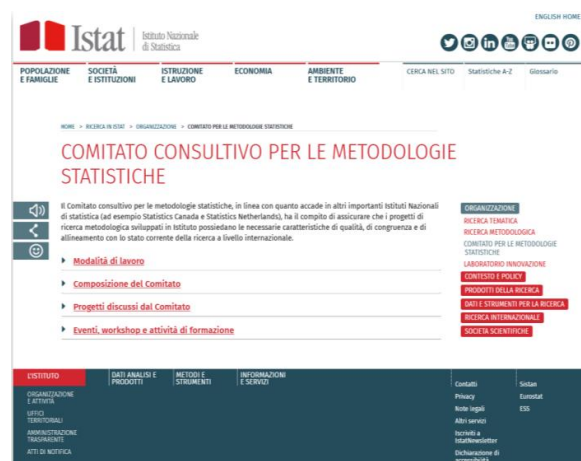 ENGLISH HOME
Istat
Istituto Nazionale
di Statistica
POPOLAZIONE
E FAMIGLIE
SOCIETÀ
E ISTITUZIONI
ISTRUZIONE
E LAVORO
ECONOMIA
AMBIENTE
E TERRITORIO
CERCA NEL SITO
Statistiche A-Z
Glossario
HOME > RICERCA IN ISTAT > ORGANIZZAZIONE > COMITATO PER LE METODOLOGIE STATISTICHE
COMITATO CONSULTIVO PER LE METODOLOGIE
STATISTICHE
Il Comitato consultivo per le metodologie statistiche, in linea con quanto accade in altri importanti Istituti Nazionali
di statistica (ad esempio Statistics Canada e Statistics Netherlands), ha il compito di assicurare che i progetti di
ricerca metodologica sviluppati in Istituto possiedano le necessarie caratteristiche di qualità, di congruenza e di
allineamento con lo stato corrente della ricerca a livello internazionale.
Modalità di lavoro
Composizione del Comitato
Progetti discussi dal Comitato
Eventi, workshop e attività di formazione
ORGANIZZAZIONE
RICERCA TEMATICA
RICERCA METODOLOGICA
COMITATO PER LE METODOLOGIE
STATISTICHE
LABORATORIO INNOVAZIONE
CONTESTO E POLICY
PRODOTTI DELLA RICERCA
DATI E STRUMENTI PER LA RICERCA
RICERCA INTERNAZIONALE
SOCIETÀ SCIENTIFICHE
L'ISTITUTO
DATI ANALISI E
PRODOTTI
METODI E
STRUMENTI
INFORMAZIONI
E SERVIZI
ORGANIZZAZIONE
E ATTIVITÀ
UFFICI
TERRITORIALI
AMMINISTRAZIONE
TRASPARENTE
ATTI DI NOTIFICA
Contatti
Privacy
Note legali
Altri servizi
Iscriviti a
IstatNewsletter
Dichiarazione di
accessibilità
Sistan
Eurostat
ESS